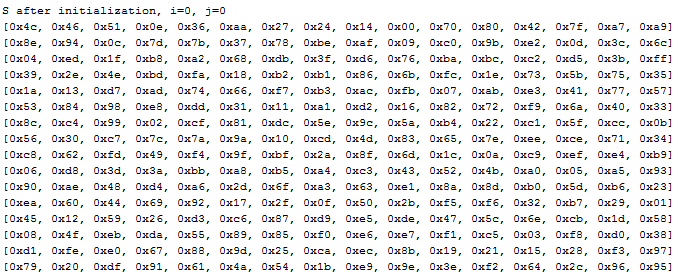 S after initialization, i=0, j=0
[0x4c, 0x46, 0x51, 0x0e, 0x36, 0xaa, 0x27, 0x24, 0x14, 0x00, 0x70, 0x80, 0x42, 0x7f, 0xa7, 0xa9]
[0x8e, 0x94, 0x0c, 0x7d, 0x7b, 0x37, 0x78, 0xbe, 0xaf, 0x09, 0xc0, 0x9b, 0xe2, 0x0d, 0x3c, 0x6c]
[0x04, 0xed, 0x1f, 0xb8, 0xa2, 0x68, 0xdb, 0x3f, 0xd6, 0x76, 0xba, 0xbc, 0xc2, 0xd5, 0x3b, 0xff]
[0x39, 0x2e, 0x4e, 0xbd, 0xfa, 0x18, 0xb2, 0xb1, 0x86, 0x6b, 0xfc, 0x1e, 0x73, 0x5b, 0x75, 0x35]
[0x1a, 0x13, 0xd7, 0xad, 0x74, 0x66, 0xf7, 0xb3, 0xac, 0xfb, 0x07, 0xab, 0xe3, 0x41, 0x77, 0x57]
[0x53, 0x84, 0x98, 0xe8, 0xdd, 0x31, 0x11, 0xa1, 0xd2, 0x16, 0x82, 0x72, 0xf9, 0x6a, 0x40, 0x33]
[0x8c, 0xc4, 0x99, 0x02, 0xcf, 0x81, 0xdc, 0x5e, 0x9c, 0x5a, 0xb4, 0x22, 0xc1, 0x5f, 0xcc, 0x0b]
[0x56, 0x30, 0xc7, 0x7c, 0x7a, 0x9a, 0x10, 0xcd, 0x4d, 0x83, 0x65, 0x7e, 0xee, 0xce, 0x71, 0x34]
[0xc8, 0x62, 0xfd, 0x49, 0xf4, 0x9f, 0xbf, 0x2a, 0x8f, 0x6d, 0x1c, 0x0a, 0xc9, 0xef, 0xe4, 0xb9]
[0x06, 0xd8, 0x3d, 0x3a, 0xbb, 0xa8, 0xb5, 0xa4, 0xc3, 0x43, 0x52, 0x4b, 0xa0, 0x05, 0xa5, 0x93]
[0x90, 0xae, 0x48, 0xd4, 0xa6, 0x2d, 0x6f, 0xa3, 0x63, 0xe1, 0x8a, 0x8d, 0xb0, 0x5d, 0xb6, 0x23]
[0xea, 0x60, 0x44, 0x69, 0x92, 0x17, 0x2f, 0x0f, 0x50, 0x2b, 0xf5, 0xf6, 0x32, 0xb7, 0x29, 0x01]
[0x45, 0x12, 0x59, 0x26, 0xd3, 0xc6, 0x87, 0xd9, 0xe5, 0xde, 0x47, 0x5c, 0x6e, 0xcb, 0x1d, 0x58]
[0x08, 0x4f, 0xeb, 0xda, 0x55, 0x89, 0x85, 0xf0, 0xe6, 0xe7, 0xf1, 0xc5, 0x03, 0xf8, 0xd0, 0x38]
[0xd1, 0xfe, 0xe0, 0x67, 0x88, 0x9d, 0x25, 0xca, 0xec, 0x8b, 0x19, 0x21, 0x15, 0x28, 0xf3, 0x97]
[0x79, 0x20, 0xdf, 0x91, 0x61, 0x4a, 0x54, 0x1b, 0xe9, 0x9e, 0x3e, 0xf2, 0x64, 0x2c, 0x96, 0x95]